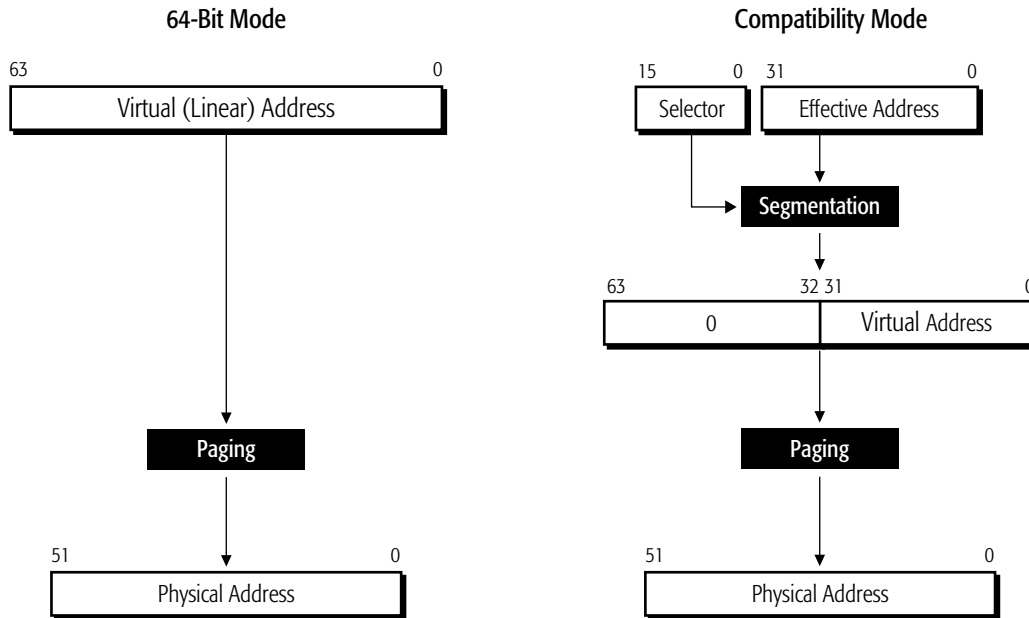 64-Bit Mode
63 0
Virtual (Linear) Address
Paging
51 0
Physical Address
Compatibility Mode
15 0 31 0
Selector Effective Address
Segmentation
63 32 31 0
0 Virtual Address
Paging
51 0
Physical Address